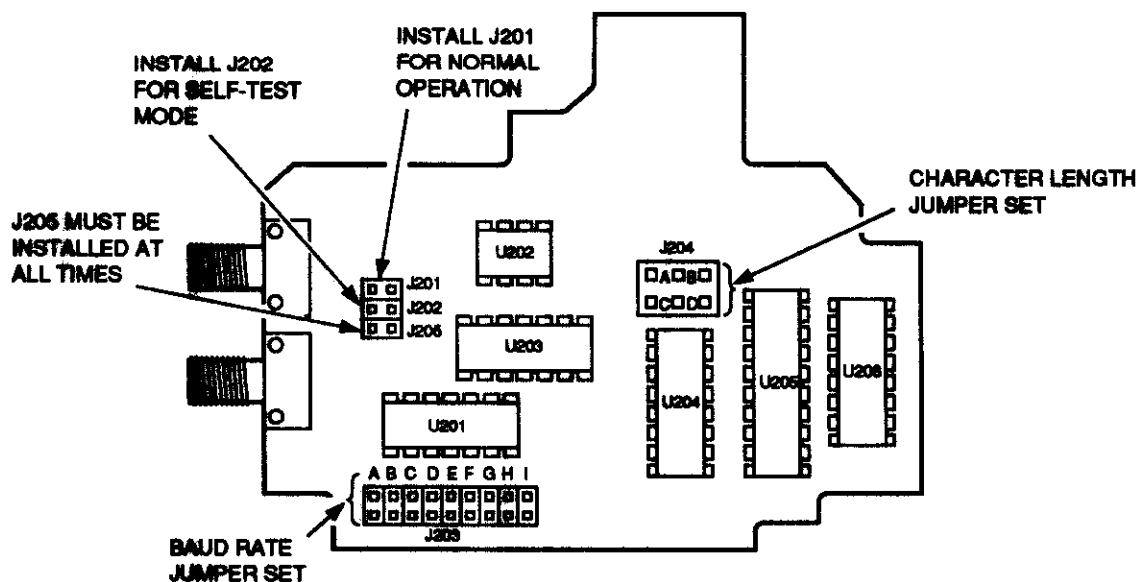 INSTALL J201
FOR NORMAL
OPERATION
INSTALL J202
FOR SELF-TEST
MODE
J205 MUST BE
INSTALLED AT
ALL TIMES
CHARACTER LENGTH
JUMPER SET
J204
A B
C D
J201
J202
J205
U202
U203
U201
U204
U205
U206
A B C D E F G H I
J203
BAUD RATE
JUMPER SET